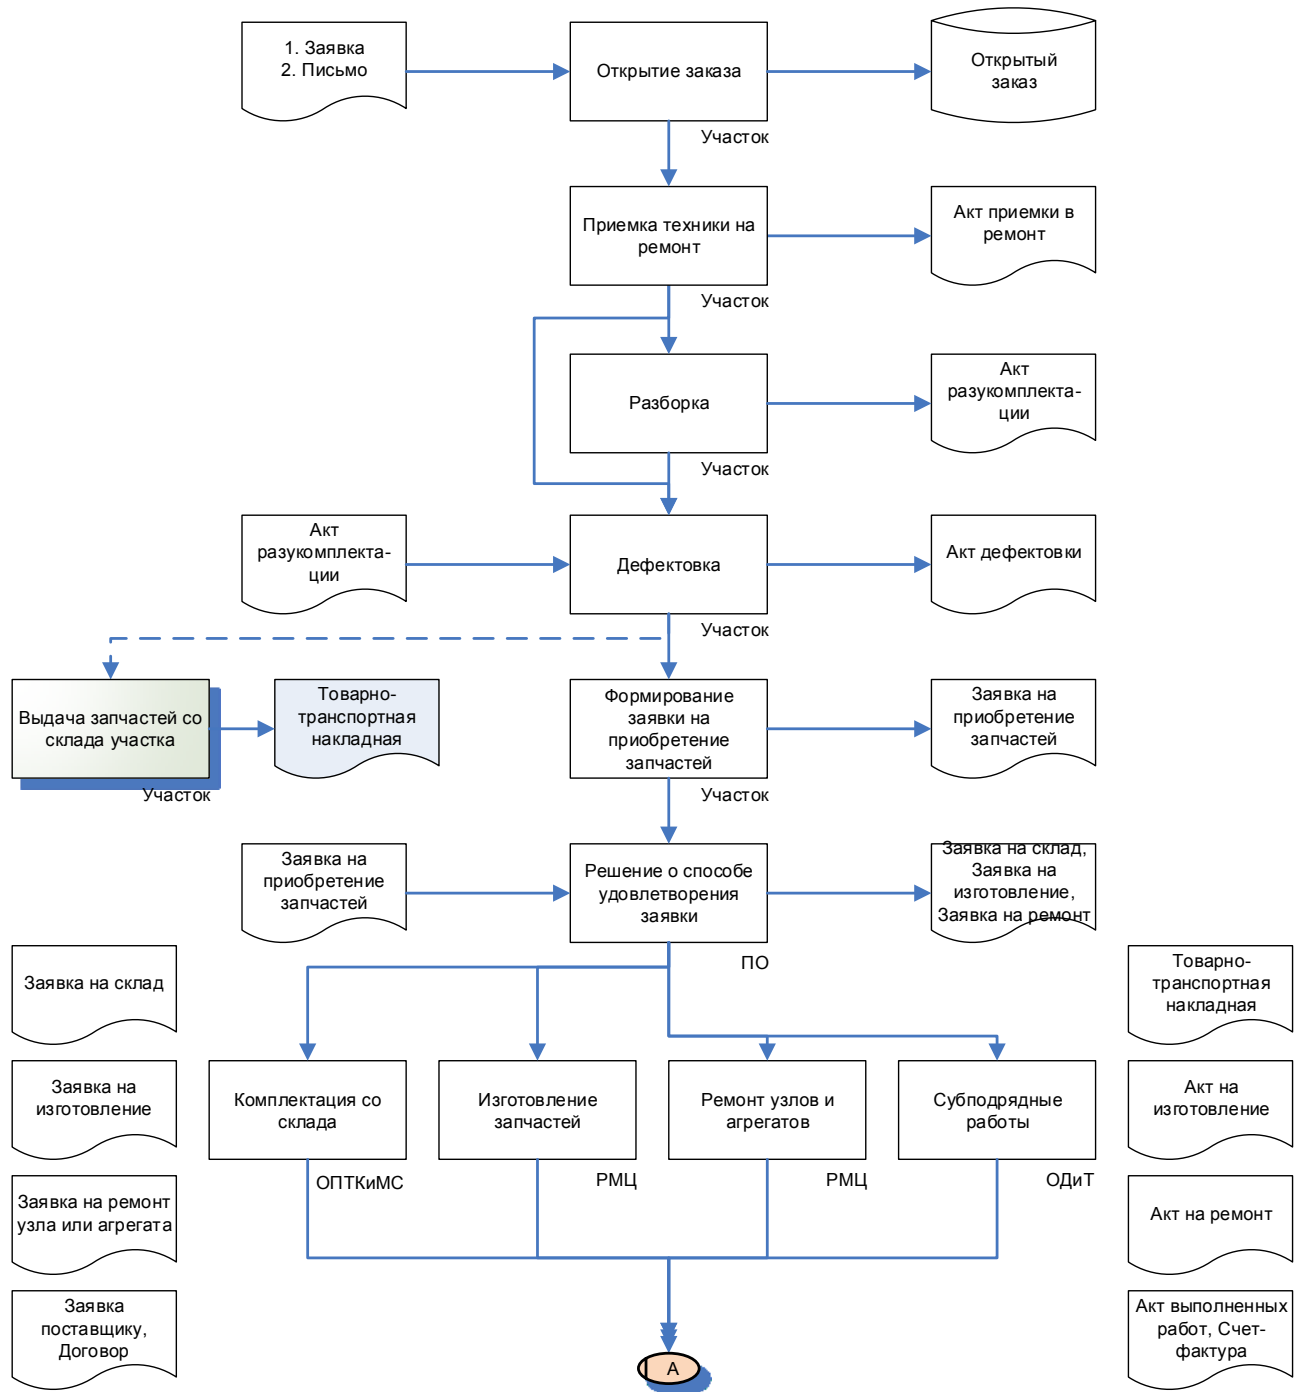 1. Заявка
2. Письмо
Открытие заказа
Открытый
заказ
Участок
Приемка техники на
ремонт
Акт приемки в
ремонт
Участок
Разборка
Акт
разукомплекта-
ции
Участок
Акт
разукомплекта-
ции
Дефектовка
Акт дефектовки
Участок
Выдача запчастей со
склада участка
Участок
Товарно-
транспортная
накладная
Формирование
заявки на
приобретение
запчастей
Заявка на
приобретение
запчастей
Участок
Заявка на
приобретение
запчастей
Решение о способе
удовлетворения
заявки
Заявка на склад,
Заявка на
изготовление,
Заявка на ремонт
ПО
Заявка на склад
Товарно-
транспортная
накладная
Заявка на
изготовление
Комплектация со
склада
Изготовление
запчастей
Ремонт узлов и
агрегатов
Субподрядные
работы
Акт на
изготовление
ОПТКиМС
РМЦ
РМЦ
ОДиТ
Заявка на ремонт
узла или агрегата
Акт на ремонт
Заявка
поставщику,
Договор
А
Акт выполненных
работ, Счет-
фактура